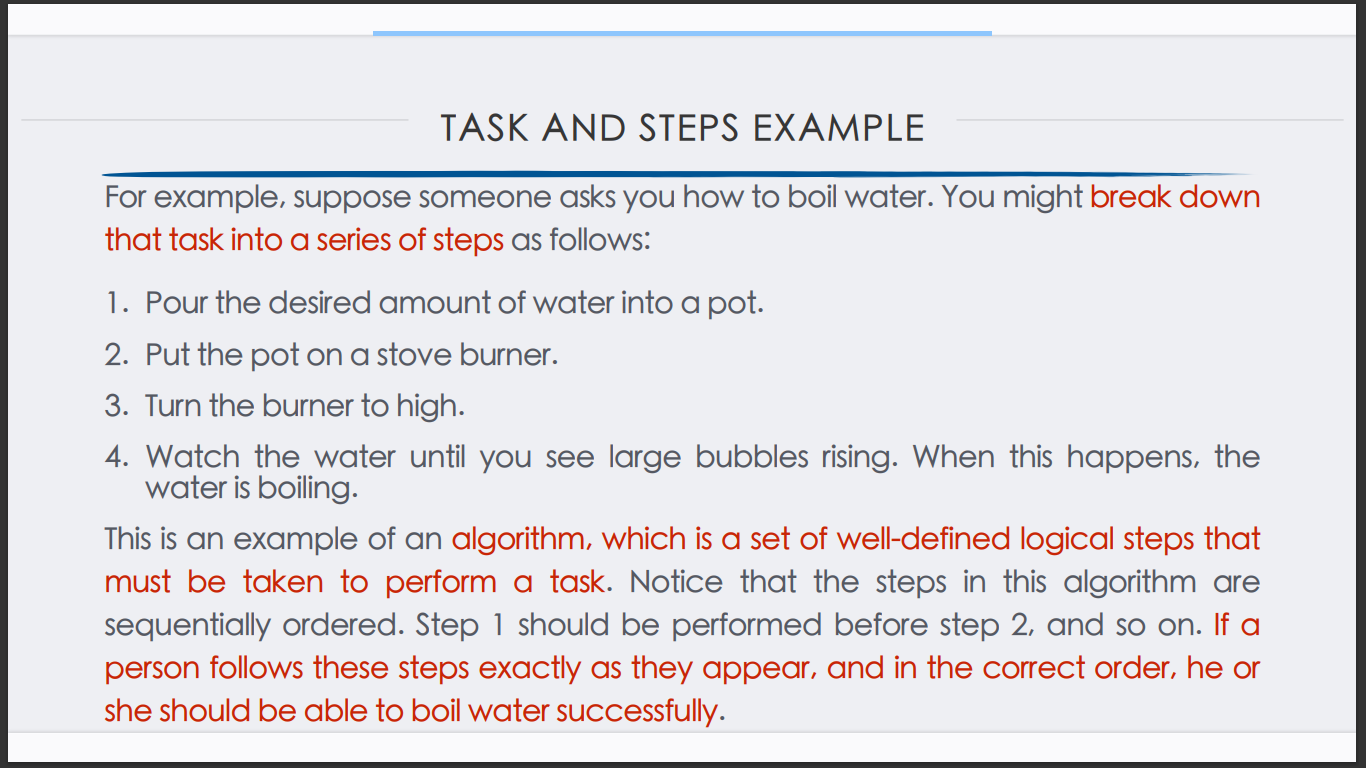 TASK AND STEPS EXAMPLE
For example, suppose someone asks you how to boil water. You might break down
that task into a series of steps as follows:
1. Pour the desired amount of water into a pot.
2. Put the pot on a stove burner.
3. Turn the burner to high.
4. Watch the water until you see large bubbles rising. When this happens, the
water is boiling.
This is an example of an algorithm, which is a set of well-defined logical steps that
must be taken to perform a task. Notice that the steps in this algorithm are
sequentially ordered. Step 1 should be performed before step 2, and so on. If a
person follows these steps exactly as they appear, and in the correct order, he or
she should be able to boil water successfully.